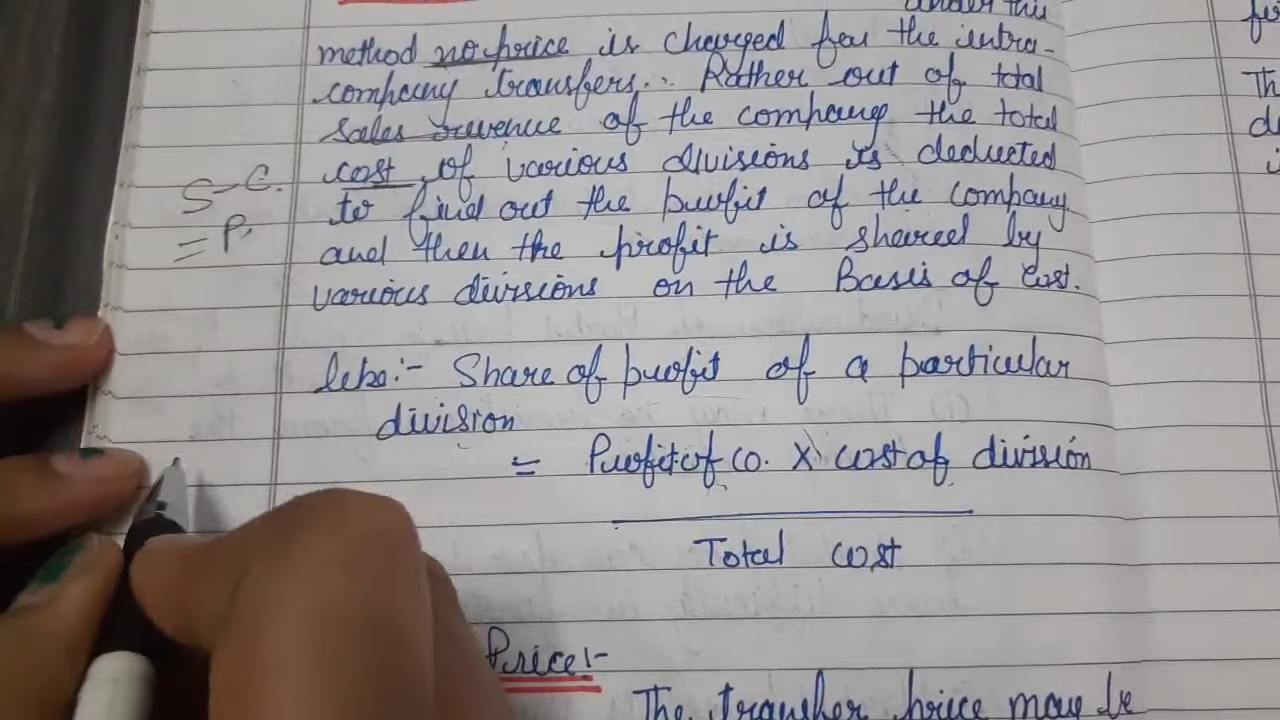 under this
method no price is charged for the intra-
company transfers. Rather out of total
sales revenue of the company the total
cost of various divisions is deducted
to find out the profit of the company
and then the profit is shared by
various divisions on the Basis of Cost.
S-C.
= P.
Share of profit of a particular
division
= Profit of co. X cost of division
Total cost
Price:-
The transfer price may be
Th